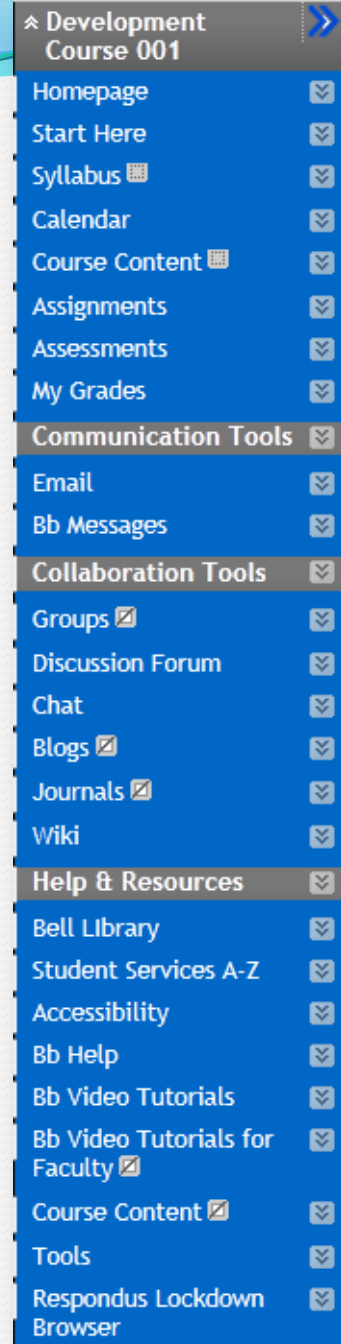 Development
Course 001
Homepage
Start Here
Syllabus
Calendar
Course Content
Assignments
Assessments
My Grades
Communication Tools
Email
Bb Messages
Collaboration Tools
Groups
Discussion Forum
Chat
Blogs
Journals
Wiki
Help & Resources
Bell LIbrary
Student Services A-Z
Accessibility
Bb Help
Bb Video Tutorials
Bb Video Tutorials for
Faculty
Course Content
Tools
Respondus Lockdown
Browser